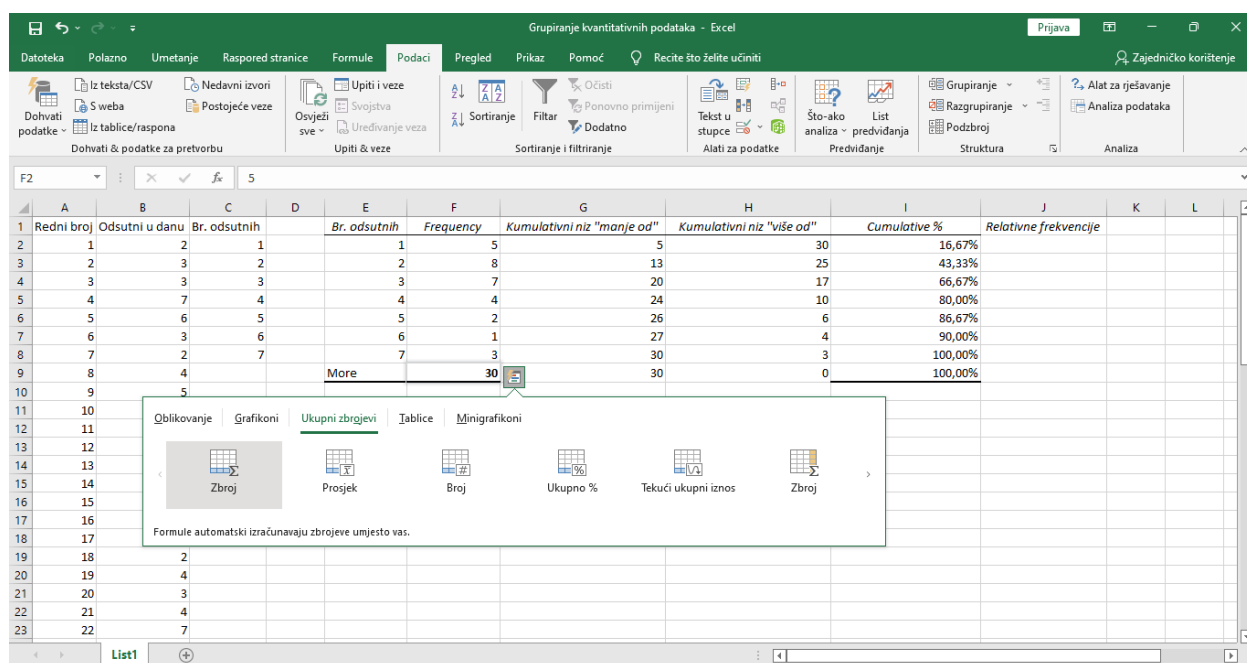 Grupiranje kvantitativnih podataka - Excel
Prijava
Datoteka Polazno Umetanje Raspored stranice Formule Podaci Pregled Prikaz Pomoć Recite što želite učiniti Zajedničko korištenje
Dohvati podatke
Iz teksta/CSV
S weba
Iz tablice/raspona
Nedavni izvori
Postojeće veze
Dohvati & podatke za pretvorbu
Osvježi sve
Upiti i veze
Svojstva
Uređivanje veza
Upiti & veze
Sortiranje
Filtar
Očisti
Ponovno primijeni
Dodatno
Sortiranje i filtriranje
Tekst u stupce
Alati za podatke
Što-ako analiza
List predviđanja
Predviđanje
Grupiranje
Razgrupiranje
Podzbroj
Struktura
Alat za rješavanje
Analiza podataka
Analiza
F2 fx 5
A B C D E F G H I J K L
1 Redni broj Odsutni u danu Br. odsutnih Br. odsutnih Frequency Kumulativni niz "manje od" Kumulativni niz "više od" Cumulative % Relativne frekvencije
2 1 2 1 1 5 5 30 16,67%
3 2 3 2 2 8 13 25 43,33%
4 3 3 3 3 7 20 17 66,67%
5 4 7 4 4 4 24 10 80,00%
6 5 6 5 5 2 26 6 86,67%
7 6 3 6 6 1 27 4 90,00%
8 7 2 7 7 3 30 3 100,00%
9 8 4 More 30 30 0 100,00%
10 9 5
11 10
12 11
13 12
14 13
15 14
16 15
17 16
18 17
19 18 2
20 19 4
21 20 3
22 21 4
23 22 7
Oblikovanje Grafikoni Ukupni zbrojevi Tablice Minigrafikoni
Zbroj Prosjek Broj Ukupno % Tekući ukupni iznos Zbroj
Formule automatski izračunavaju zbrojeve umjesto vas.
List1